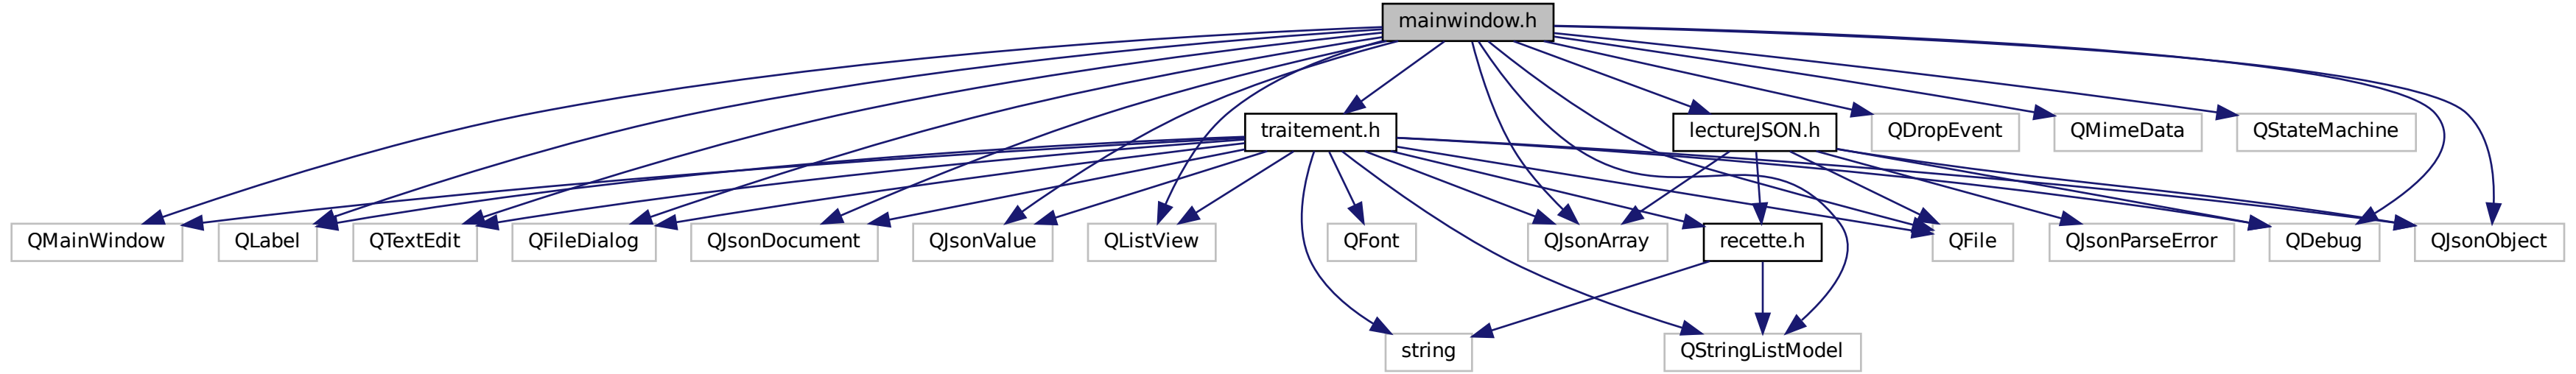 mainwindow.h
traitement.h
lectureJSON.h
QDropEvent
QMimeData
QStateMachine
QMainWindow
QLabel
QTextEdit
QFileDialog
QJsonDocument
QJsonValue
QListView
QFont
QJsonArray
recette.h
QFile
QJsonParseError
QDebug
QJsonObject
string
QStringListModel